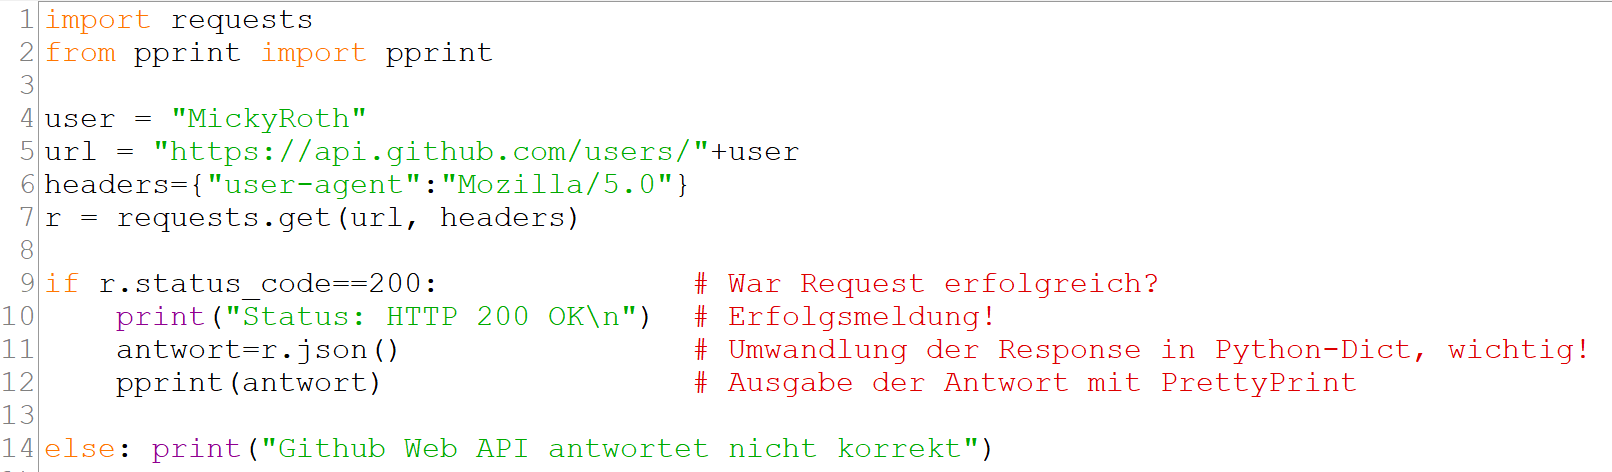 1 import requests
2 from pprint import pprint
3
4 user = "MickyRoth"
5 url = "https://api.github.com/users/"+user
6 headers={"user-agent":"Mozilla/5.0"}
7 r = requests.get(url, headers)
8
9 if r.status_code==200:              # War Request erfolgreich?
10     print("Status: HTTP 200 OK\n")  # Erfolgsmeldung!
11     antwort=r.json()                # Umwandlung der Response in Python-Dict, wichtig!
12     pprint(antwort)                 # Ausgabe der Antwort mit PrettyPrint
13
14 else: print("Github Web API antwortet nicht korrekt")